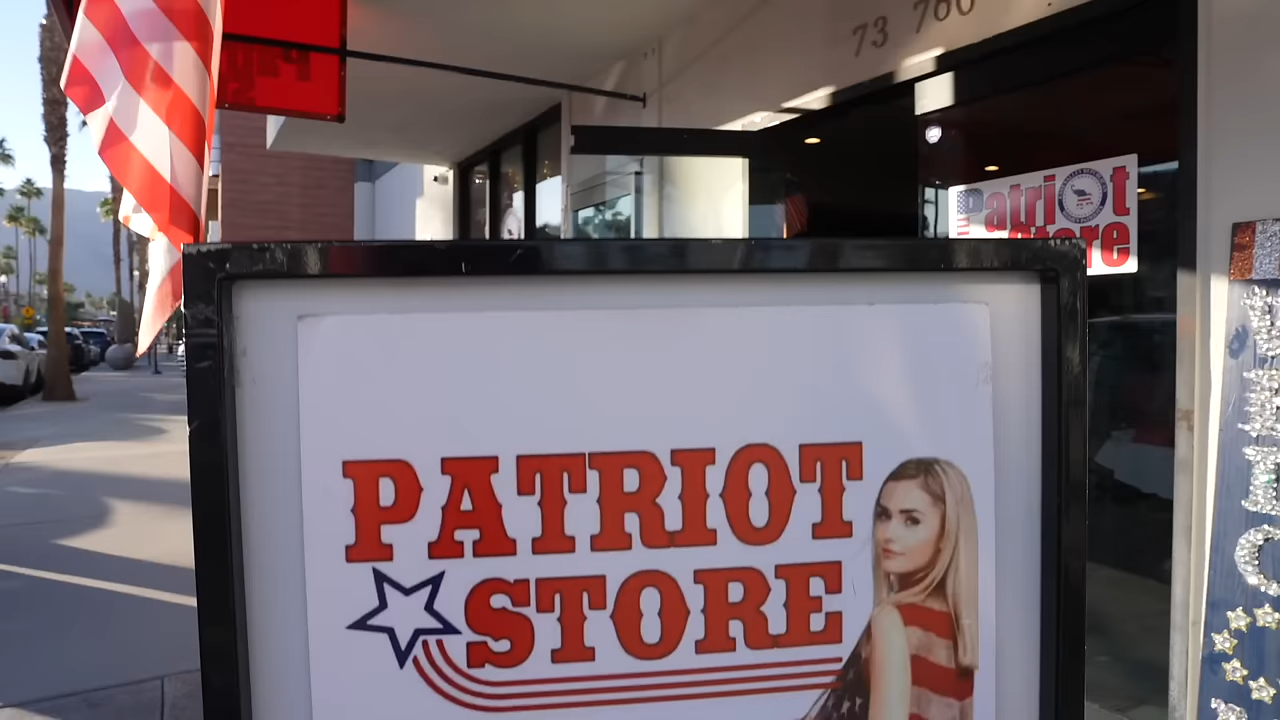 73 760
Patriot
Store
PATRIOT
STORE